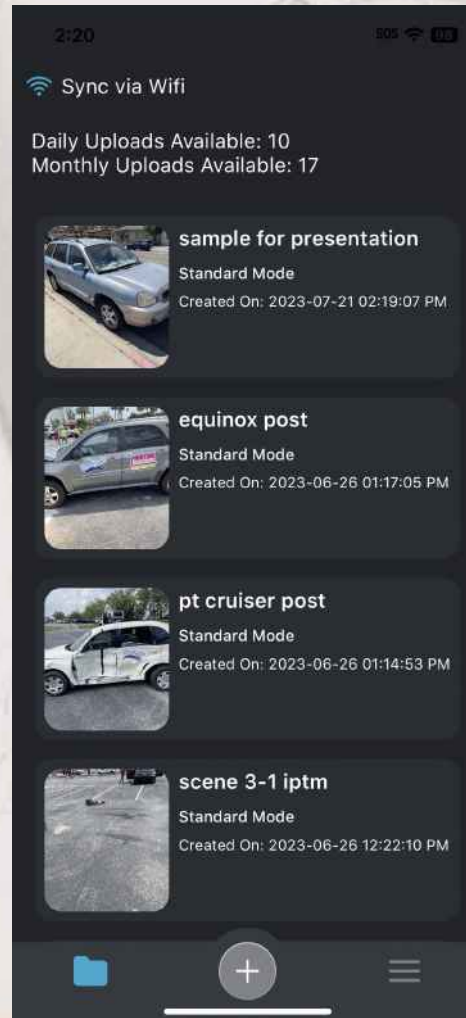 2:20
SOS
Sync via Wifi
Daily Uploads Available: 10
Monthly Uploads Available: 17
sample for presentation
Standard Mode
Created On: 2023-07-21 02:19:07 PM
equinox post
Standard Mode
Created On: 2023-06-26 01:17:05 PM
pt cruiser post
Standard Mode
Created On: 2023-06-26 01:14:53 PM
scene 3-1 iptm
Standard Mode
Created On: 2023-06-26 12:22:10 PM